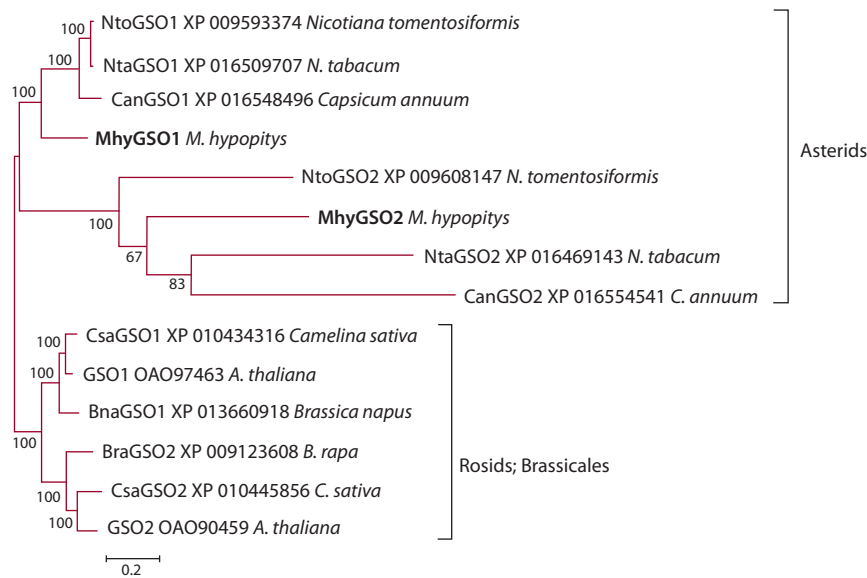 100
NtoGSO1 XP 009593374 Nicotiana tomentosiformis
100
NtaGSO1 XP 016509707 N. tabacum
100
CanGSO1 XP 016548496 Capsicum annuum
MhyGSO1 M. hypopitys
Asterids
NtoGSO2 XP 009608147 N. tomentosiformis
100
MhyGSO2 M. hypopitys
67
NtaGSO2 XP 016469143 N. tabacum
83
CanGSO2 XP 016554541 C. annuum
100
CsaGSO1 XP 010434316 Camelina sativa
100
GSO1 OAO97463 A. thaliana
BnaGSO1 XP 013660918 Brassica napus
100
BraGSO2 XP 009123608 B. rapa
Rosids; Brassicales
100
CsaGSO2 XP 010445856 C. sativa
100
GSO2 OAO90459 A. thaliana
0.2